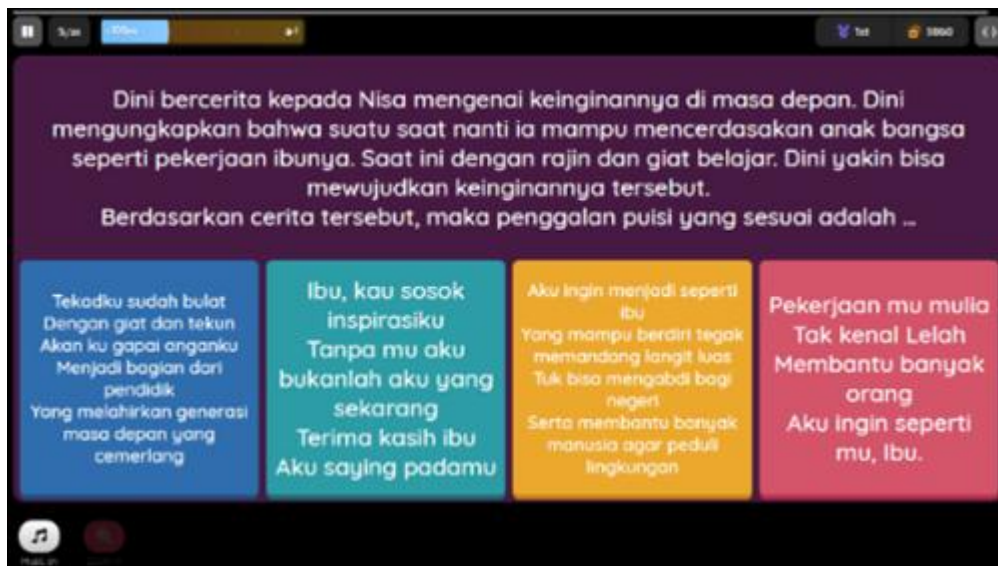 1st
3860
Dini bercerita kepada Nisa mengenai keinginannya di masa depan. Dini
mengungkapkan bahwa suatu saat nanti ia mampu mencerdasakan anak bangsa
seperti pekerjaan ibunya. Saat ini dengan rajin dan giat belajar. Dini yakin bisa
mewujudkan keinginannya tersebut.
Berdasarkan cerita tersebut, maka penggalan puisi yang sesuai adalah ...
Tekadku sudah bulat
Dengan giat dan tekun
Akan ku gapai anganku
Menjadi bagian dari
pendidik
Yang melahirkan generasi
masa depan yang
cemerlang
Ibu, kau sosok
inspirasiku
Tanpa mu aku
bukanlah aku yang
sekarang
Terima kasih ibu
Aku saying padamu
Aku ingin menjadi seperti
ibu
Yang mampu berdiri tegak
memandang langit luas
Tuk bisa mengabdi bagi
negeri
Serta membantu banyak
manusia agar peduli
lingkungan
Pekerjaan mu mulia
Tak kenal Lelah
Membantu banyak
orang
Aku ingin seperti
mu, Ibu.